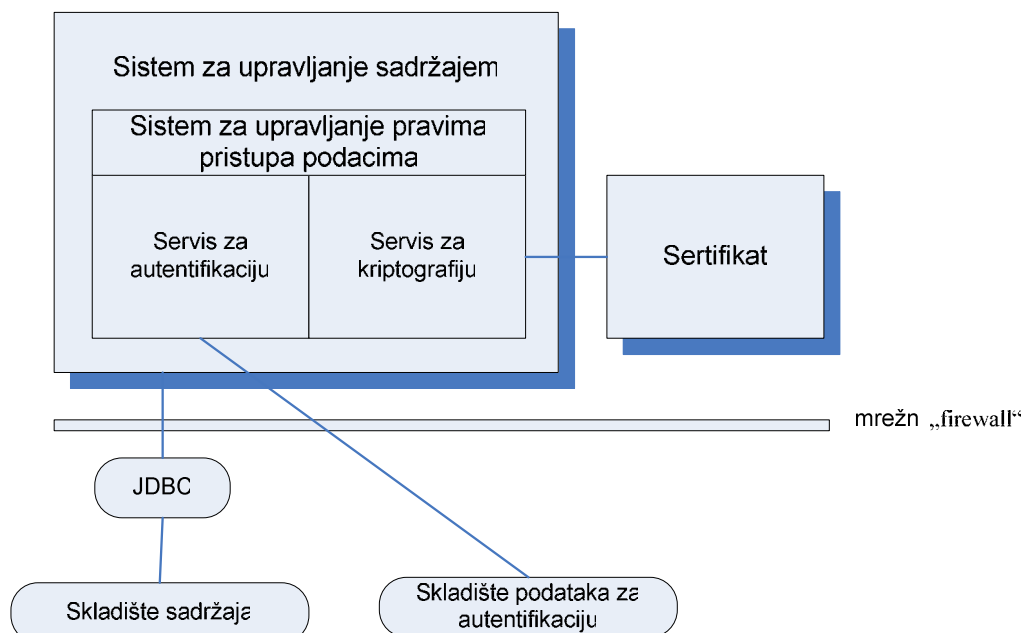 Sistem za upravljanje sadržajem
Sistem za upravljanje pravima
pristupa podacima
Servis za
autentifikaciju
Servis za
kriptografiju
Sertifikat
mrežn „firewall“
JDBC
Skladište sadržaja
Skladište podataka za
autentifikaciju